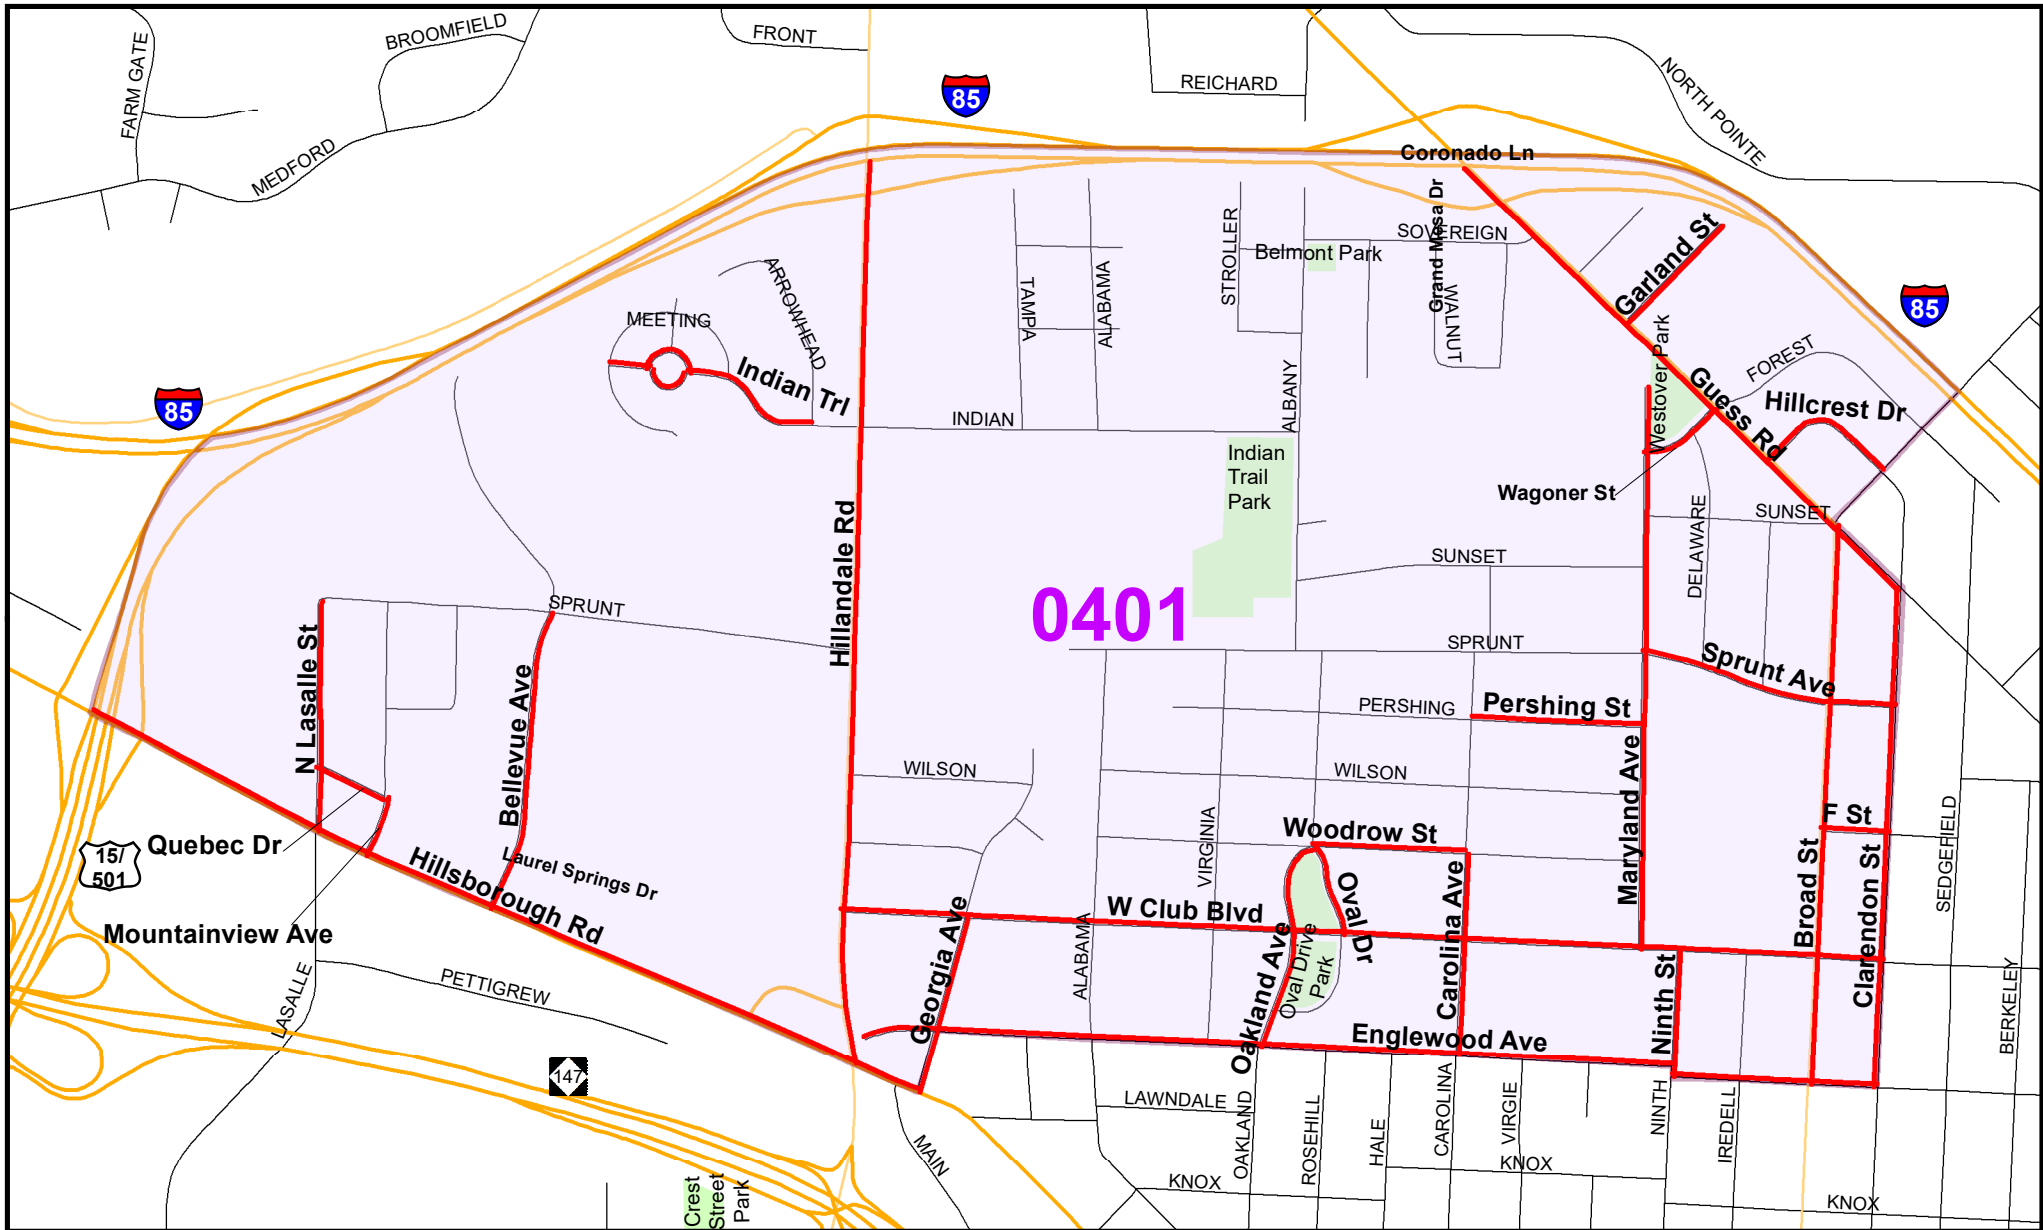 BROOMFIELD
FRONT
FARM GATE
85
REICHARD
NORTH POINTE
MEDFORD
Coronado Ln
Grand Mesa Dr
SOVEREIGN
STROLLER
Belmont Park
Garland St
ARROWHEAD
TAMPA
ALABAMA
WALNUT
85
MEETING
Westover Park
FOREST
Indian Trl
ALBANY
Guess Rd
Hillcrest Dr
85
INDIAN
Indian
Trail
Park
Wagoner St
DELAWARE
SUNSET
Hillandale Rd
SUNSET
SPRUNT
0401
SPRUNT
N Lasalle St
Sprunt Ave
Bellevue Ave
PERSHING
Pershing St
WILSON
WILSON
Maryland Ave
VIRGINIA
F St
Woodrow St
SEDGEFIELD
15/
501
Quebec Dr
Laurel Springs Dr
Hillsborough Rd
Oval Dr
Carolina Ave
Broad St
Clarendon St
W Club Blvd
Mountainview Ave
Georgia Ave
ALABAMA
Oakland Ave
Oval Drive
Park
Ninth St
LASALLE
PETTIGREW
BERKELEY
Englewood Ave
147
LAWNDALE
OAKLAND
ROSEHILL
HALE
CAROLINA
VIRGIE
NINTH
IREDELL
MAIN
KNOX
KNOX
KNOX
Crest
Street
Park